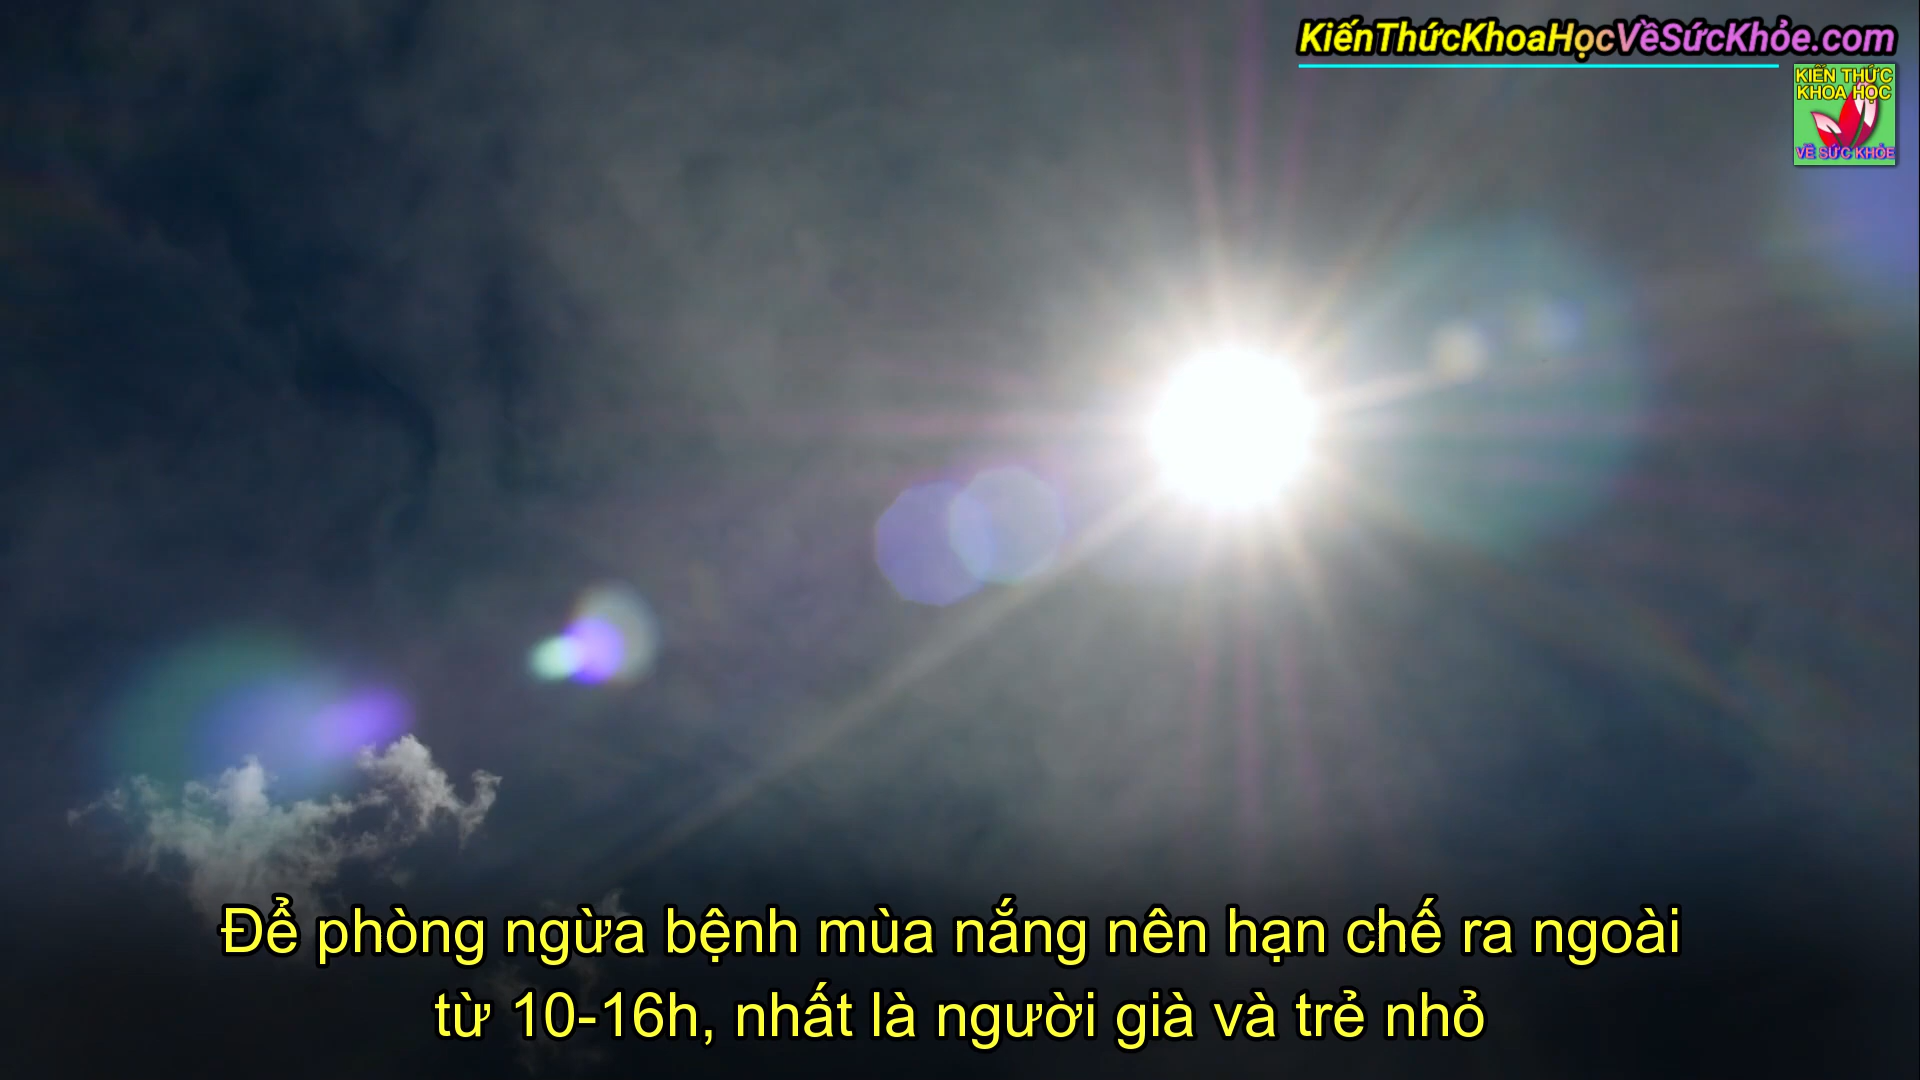 KiếnThứcKhoaHọcVềSứcKhỏe.com
KIẾN THỨC
KHOA HỌC
VỀ SỨC KHỎE
Để phòng ngừa bệnh mùa nắng nên hạn chế ra ngoài
từ 10-16h, nhất là người già và trẻ nhỏ